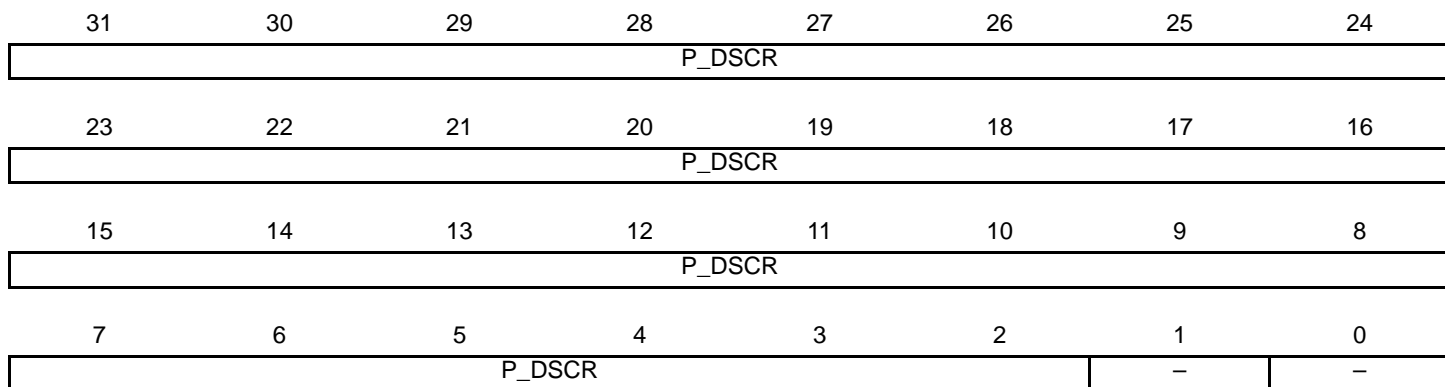 31 30 29 28 27 26 25 24
P_DSCR
23 22 21 20 19 18 17 16
P_DSCR
15 14 13 12 11 10 9 8
P_DSCR
7 6 5 4 3 2 1 0
P_DSCR – –